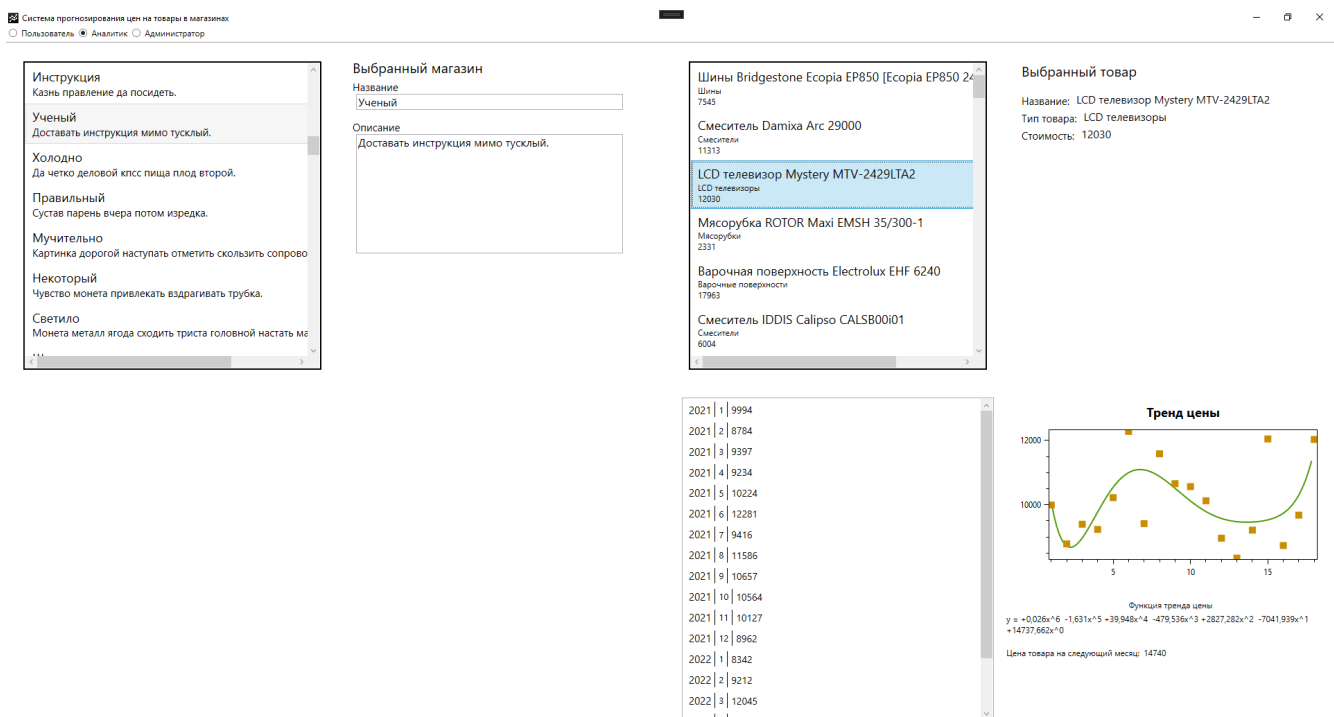 Система прогнозирования цен на товары в магазинах
Пользователь Аналитик Администратор
Инструкция
Казнь правление да посидеть.
Ученый
Доставать инструкция мимо тусклый.
Холодно
Да четко деловой кпсс пища плод второй.
Правильный
Сустав парень вчера потом изредка.
Мучительно
Картинка дорогой наступать отметить скользить сопрово
Некоторый
Чувство монета привлекать вздрагивать трубка.
Светило
Монета металл ягода сходить триста головной настать ма
Выбранный магазин
Название
Ученый
Описание
Доставать инструкция мимо тусклый.
Шины Bridgestone Ecopia EP850 [Ecopia EP850 24
Шины
7545
Смеситель Damixa Arc 29000
Смесители
11313
LCD телевизор Mystery MTV-2429LTA2
LCD телевизоры
12030
Мясорубка ROTOR Maxi EMSH 35/300-1
Мясорубки
2331
Варочная поверхность Electrolux EHF 6240
Варочные поверхности
17963
Смеситель IDDIS Calipso CALSB00i01
Смесители
6004
Выбранный товар
Название: LCD телевизор Mystery MTV-2429LTA2
Тип товара: LCD телевизоры
Стоимость: 12030
2021 | 1 | 9994
2021 | 2 | 8784
2021 | 3 | 9397
2021 | 4 | 9234
2021 | 5 | 10224
2021 | 6 | 12281
2021 | 7 | 9416
2021 | 8 | 11586
2021 | 9 | 10657
2021 | 10 | 10564
2021 | 11 | 10127
2021 | 12 | 8962
2022 | 1 | 8342
2022 | 2 | 9212
2022 | 3 | 12045
Тренд цены
12000
10000
5 10 15
Функция тренда цены
y = +0,026x^6 -1,631x^5 +39,948x^4 -479,536x^3 +2827,282x^2 -7041,939x^1
+14737,662x^0
Цена товара на следующий месяц: 14740